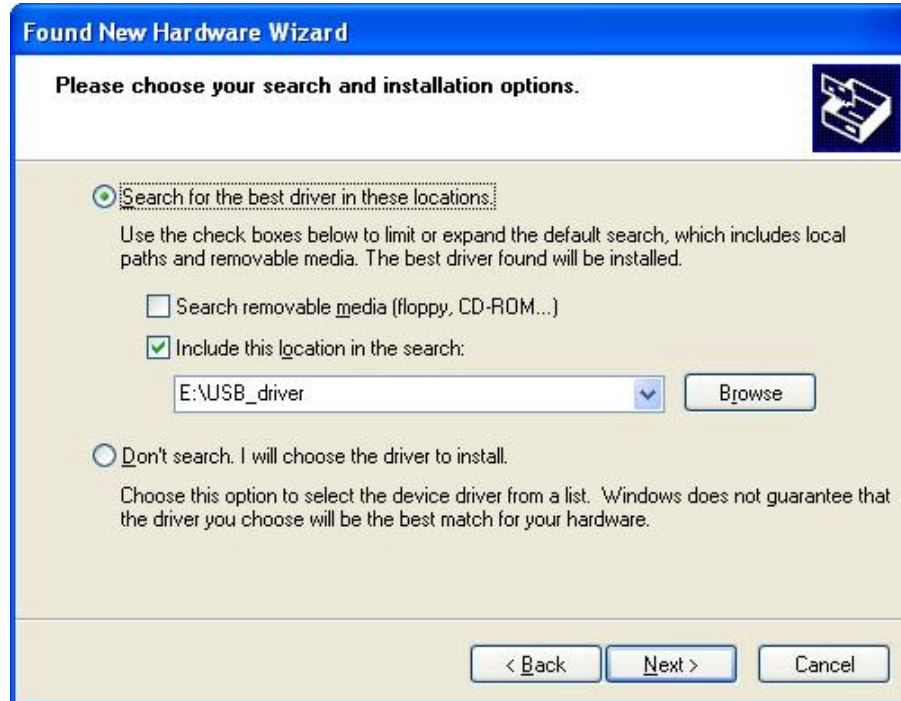 Found New Hardware Wizard
Please choose your search and installation options.
Search for the best driver in these locations.
Use the check boxes below to limit or expand the default search, which includes local
paths and removable media. The best driver found will be installed.
Search removable media (floppy, CD-ROM...)
Include this location in the search:
E:\USB_driver
Browse
Don't search. I will choose the driver to install.
Choose this option to select the device driver from a list. Windows does not guarantee that
the driver you choose will be the best match for your hardware.
< Back Next > Cancel